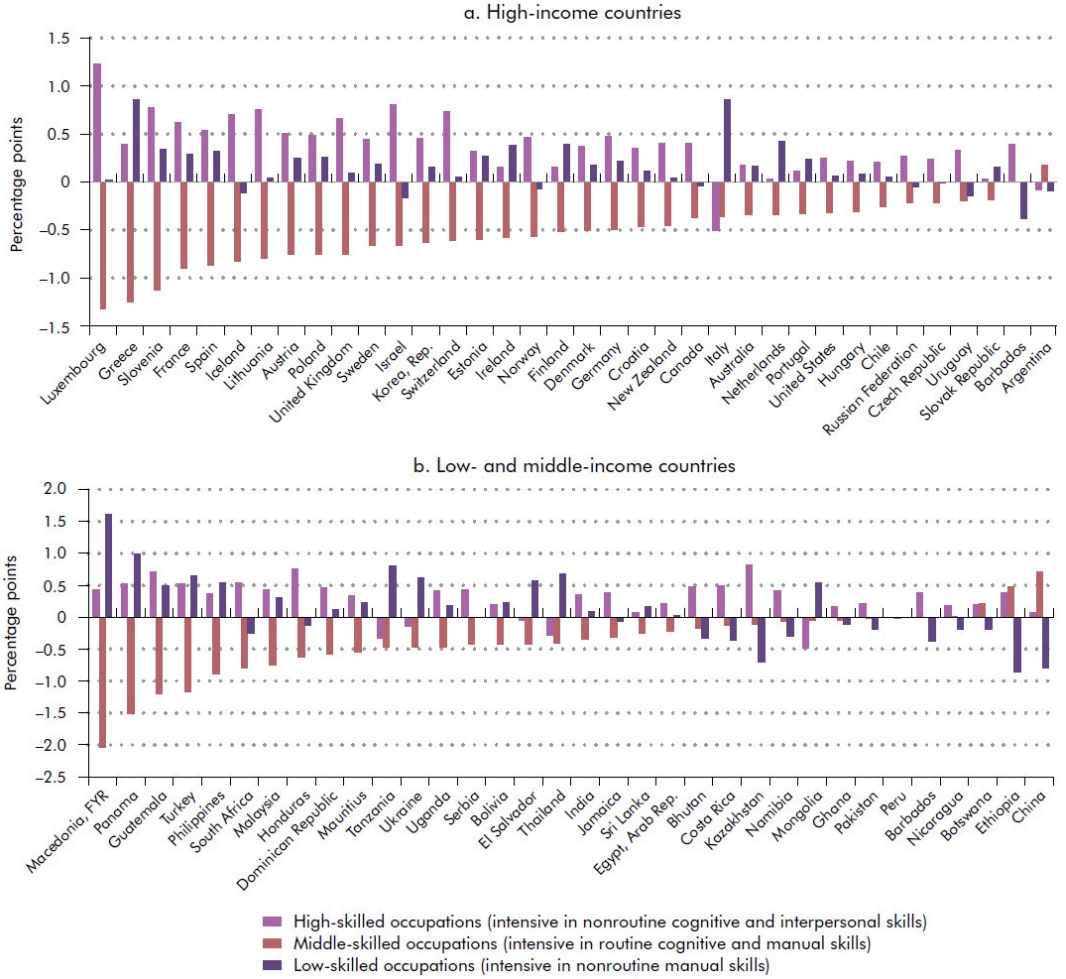 a. High-income countries
Percentage points
1.5
1.0
0.5
0
–0.5
–1.0
–1.5
Luxembourg
Greece
Slovenia
France
Spain
Iceland
Lithuania
Austria
Poland
United Kingdom
Sweden
Israel
Korea, Rep.
Switzerland
Estonia
Ireland
Norway
Finland
Denmark
Germany
Croatia
New Zealand
Canada
Italy
Australia
Netherlands
Portugal
United States
Hungary
Chile
Russian Federation
Czech Republic
Uruguay
Slovak Republic
Barbados
Argentina
b. Low- and middle-income countries
Percentage points
2.0
1.5
1.0
0.5
0
–0.5
–1.0
–1.5
–2.0
–2.5
Macedonia, FYR
Panama
Guatemala
Turkey
Philippines
South Africa
Malaysia
Honduras
Dominican Republic
Mauritius
Tanzania
Ukraine
Uganda
Serbia
Bolivia
El Salvador
Thailand
India
Jamaica
Sri Lanka
Egypt, Arab Rep.
Bhutan
Costa Rica
Kazakhstan
Namibia
Mongolia
Ghana
Pakistan
Peru
Barbados
Nicaragua
Botswana
Ethiopia
China
High-skilled occupations (intensive in nonroutine cognitive and interpersonal skills)
Middle-skilled occupations (intensive in routine cognitive and manual skills)
Low-skilled occupations (intensive in nonroutine manual skills)